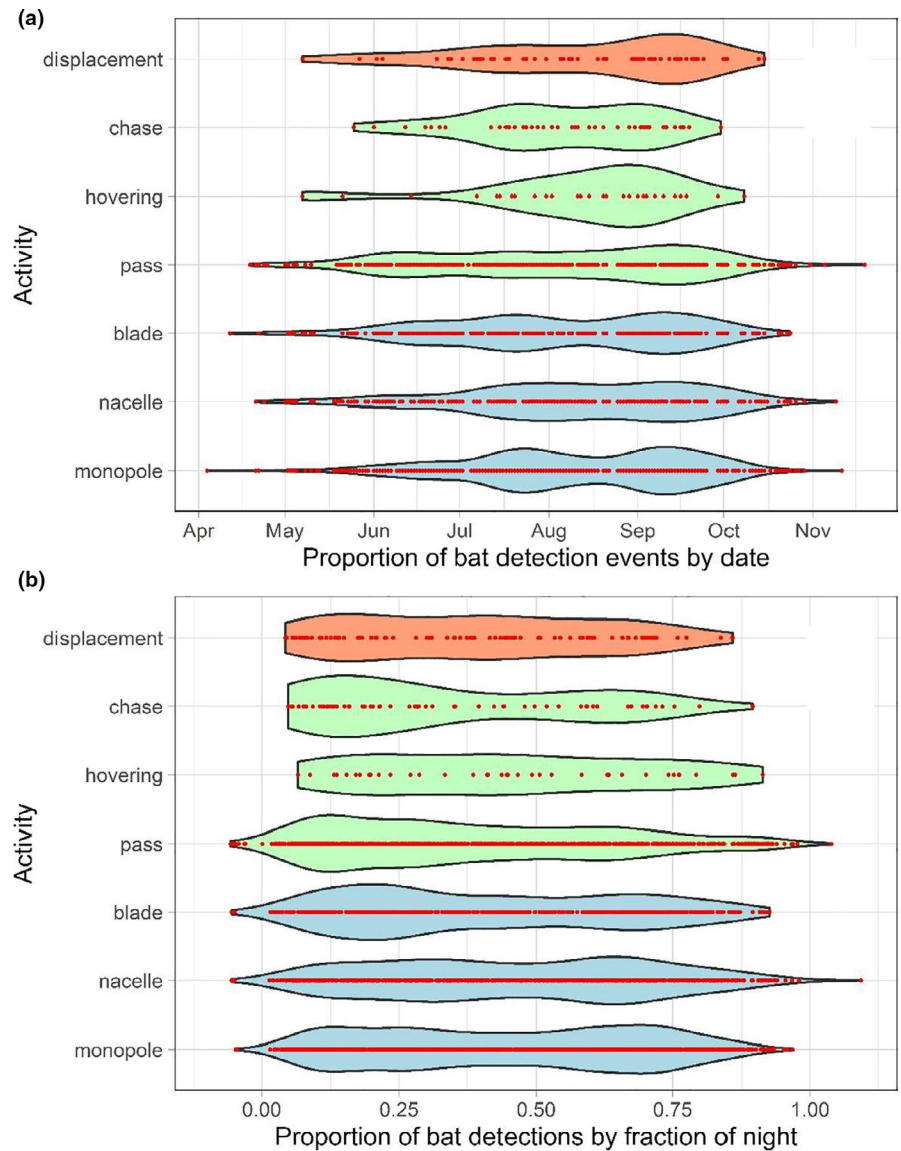 (a)
displacement
chase
hovering
pass
blade
nacelle
monopole
Activity
Apr May Jun Jul Aug Sep Oct Nov
Proportion of bat detection events by date
(b)
displacement
chase
hovering
pass
blade
nacelle
monopole
Activity
0.00 0.25 0.50 0.75 1.00
Proportion of bat detections by fraction of night